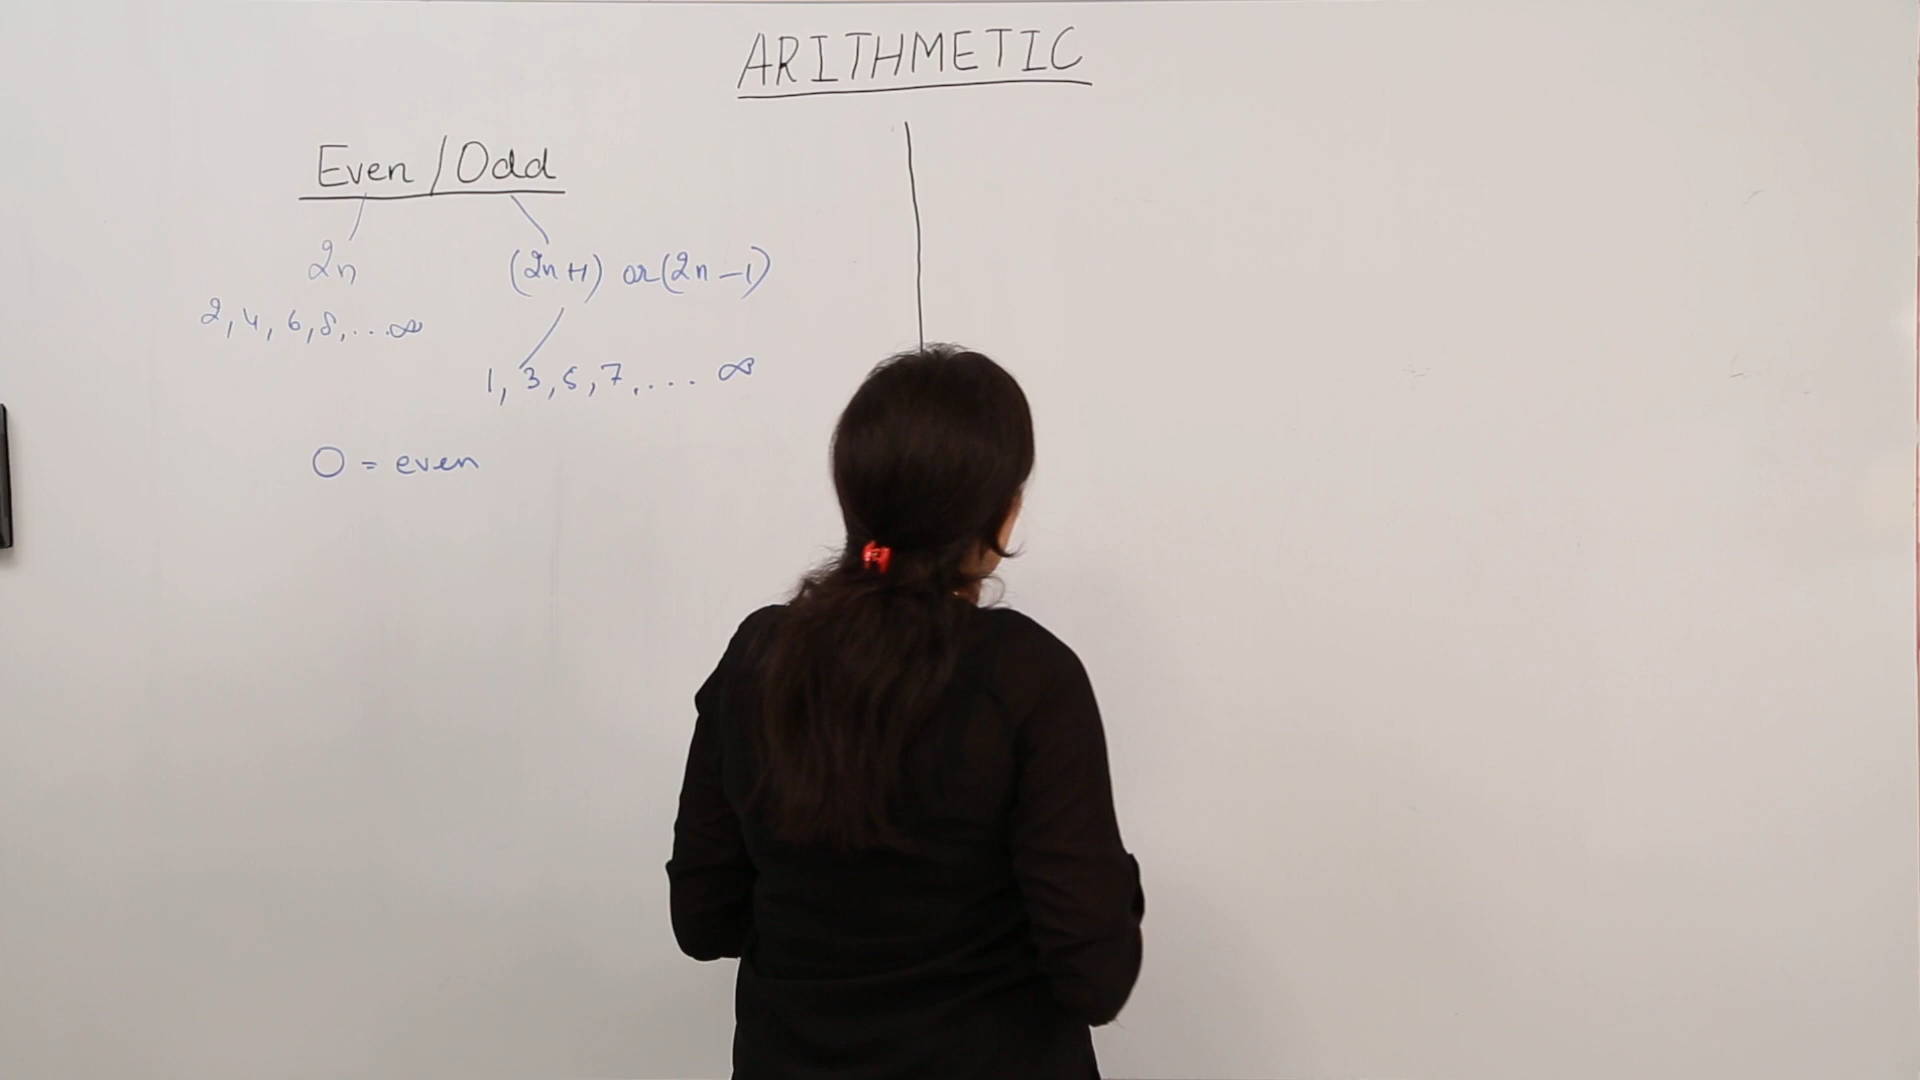 ARITHMETIC
Even / Odd
2n
(2n+1) or (2n-1)
2, 4, 6, 8, ... ∞
1, 3, 5, 7, .... ∞
0 = even